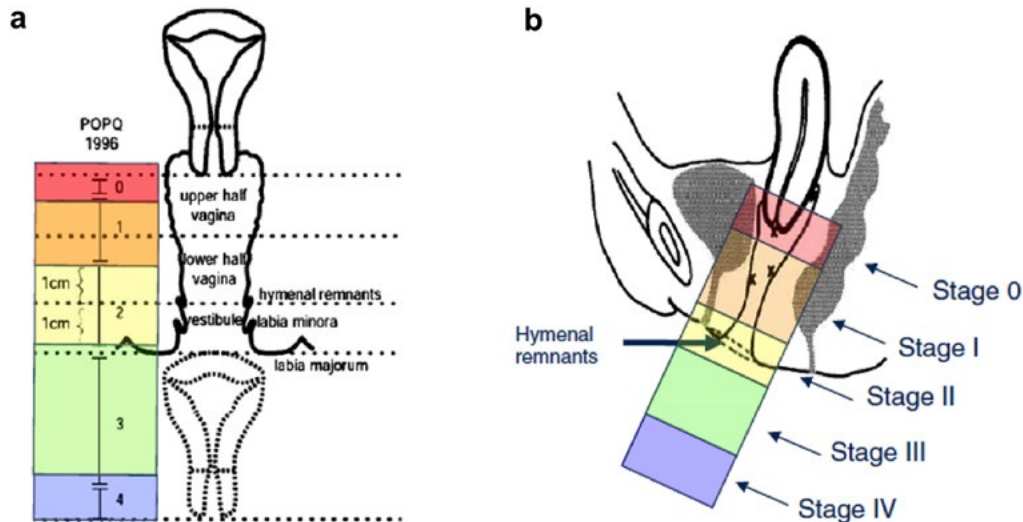 a
POPQ
1996
0
1
1cm
2
1cm
3
4
upper half
vagina
lower half
vagina
hymenal remnants
vestibule
labia minora
labia majorum
b
Hymenal
remnants
Stage 0
Stage I
Stage II
Stage III
Stage IV